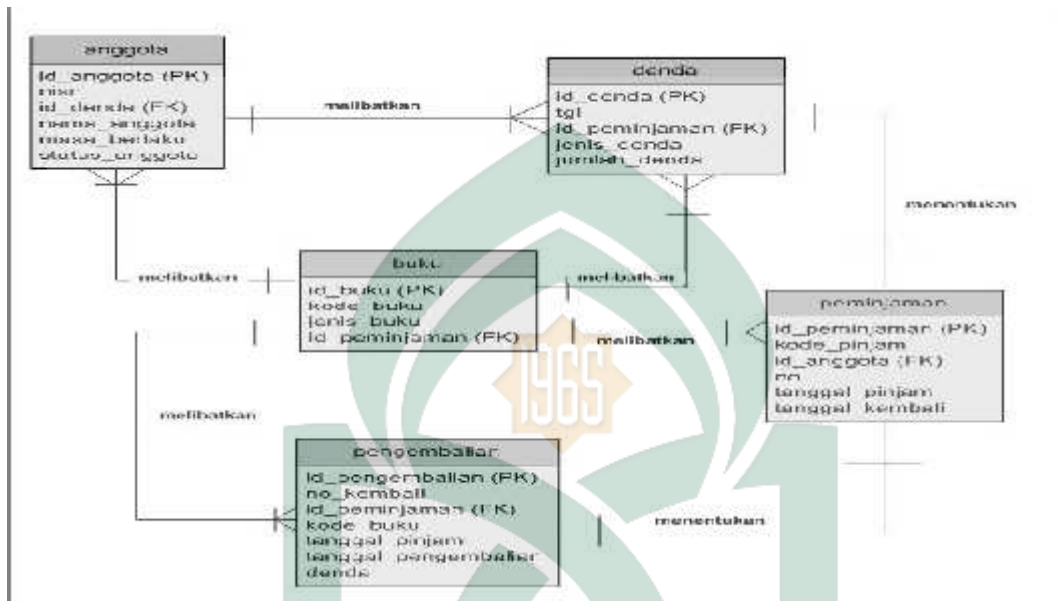 anggota
id_anggota (PK)
id_denda (FK)
nama_anggota
masa_berlaku
status_anggota
melibatkan
denda
id_denda (PK)
tgl
id_peminjaman (FK)
jenis_denda
jumlah_denda
menentukan
melibatkan
buku
id_buku (PK)
kode_buku
jenis_buku
id_peminjaman (FK)
melibatkan
melibatkan
peminjaman
id_peminjaman (PK)
kode_pinjam
id_anggota (FK)
no
tanggal_pinjam
tanggal_kembali
1965
melibatkan
pengembalian
id_pengembalian (PK)
no_kembali
id_peminjaman (FK)
kode_buku
tanggal_pinjam
tanggal_pengembalian
denda
menentukan